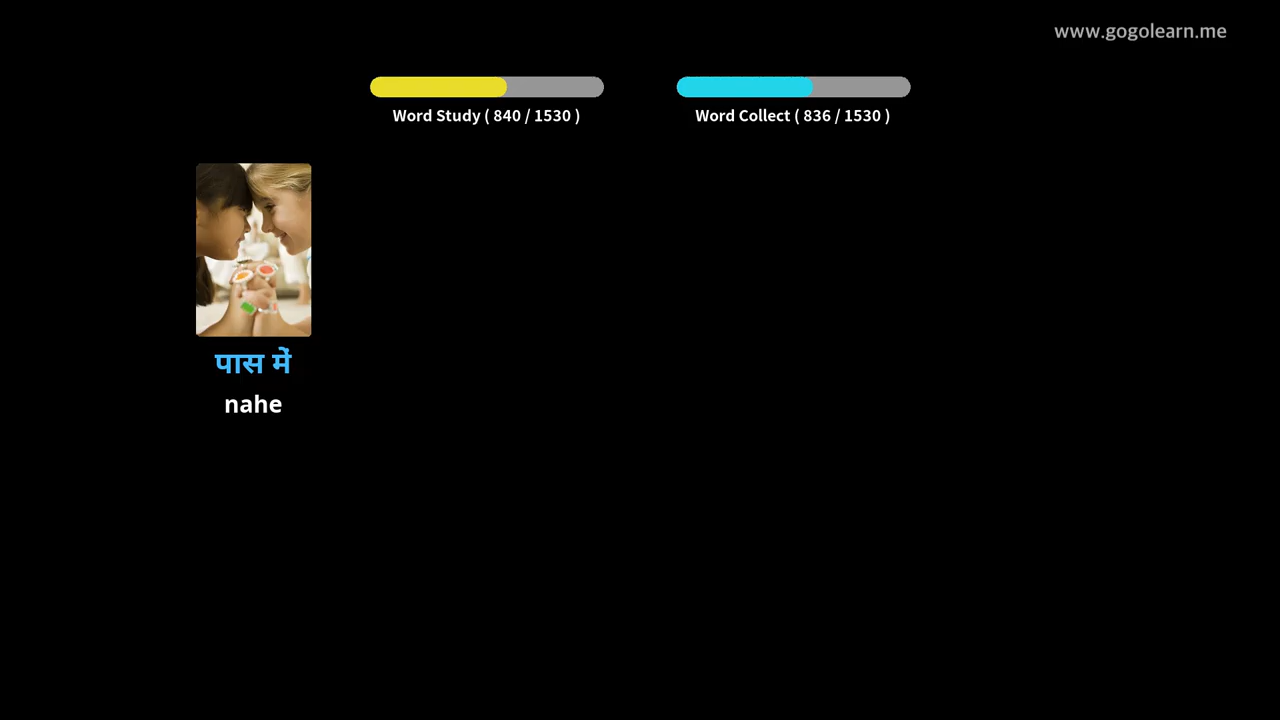 www.gogolearn.me
Word Study ( 840 / 1530 )
Word Collect ( 836 / 1530 )
पास में
nahe